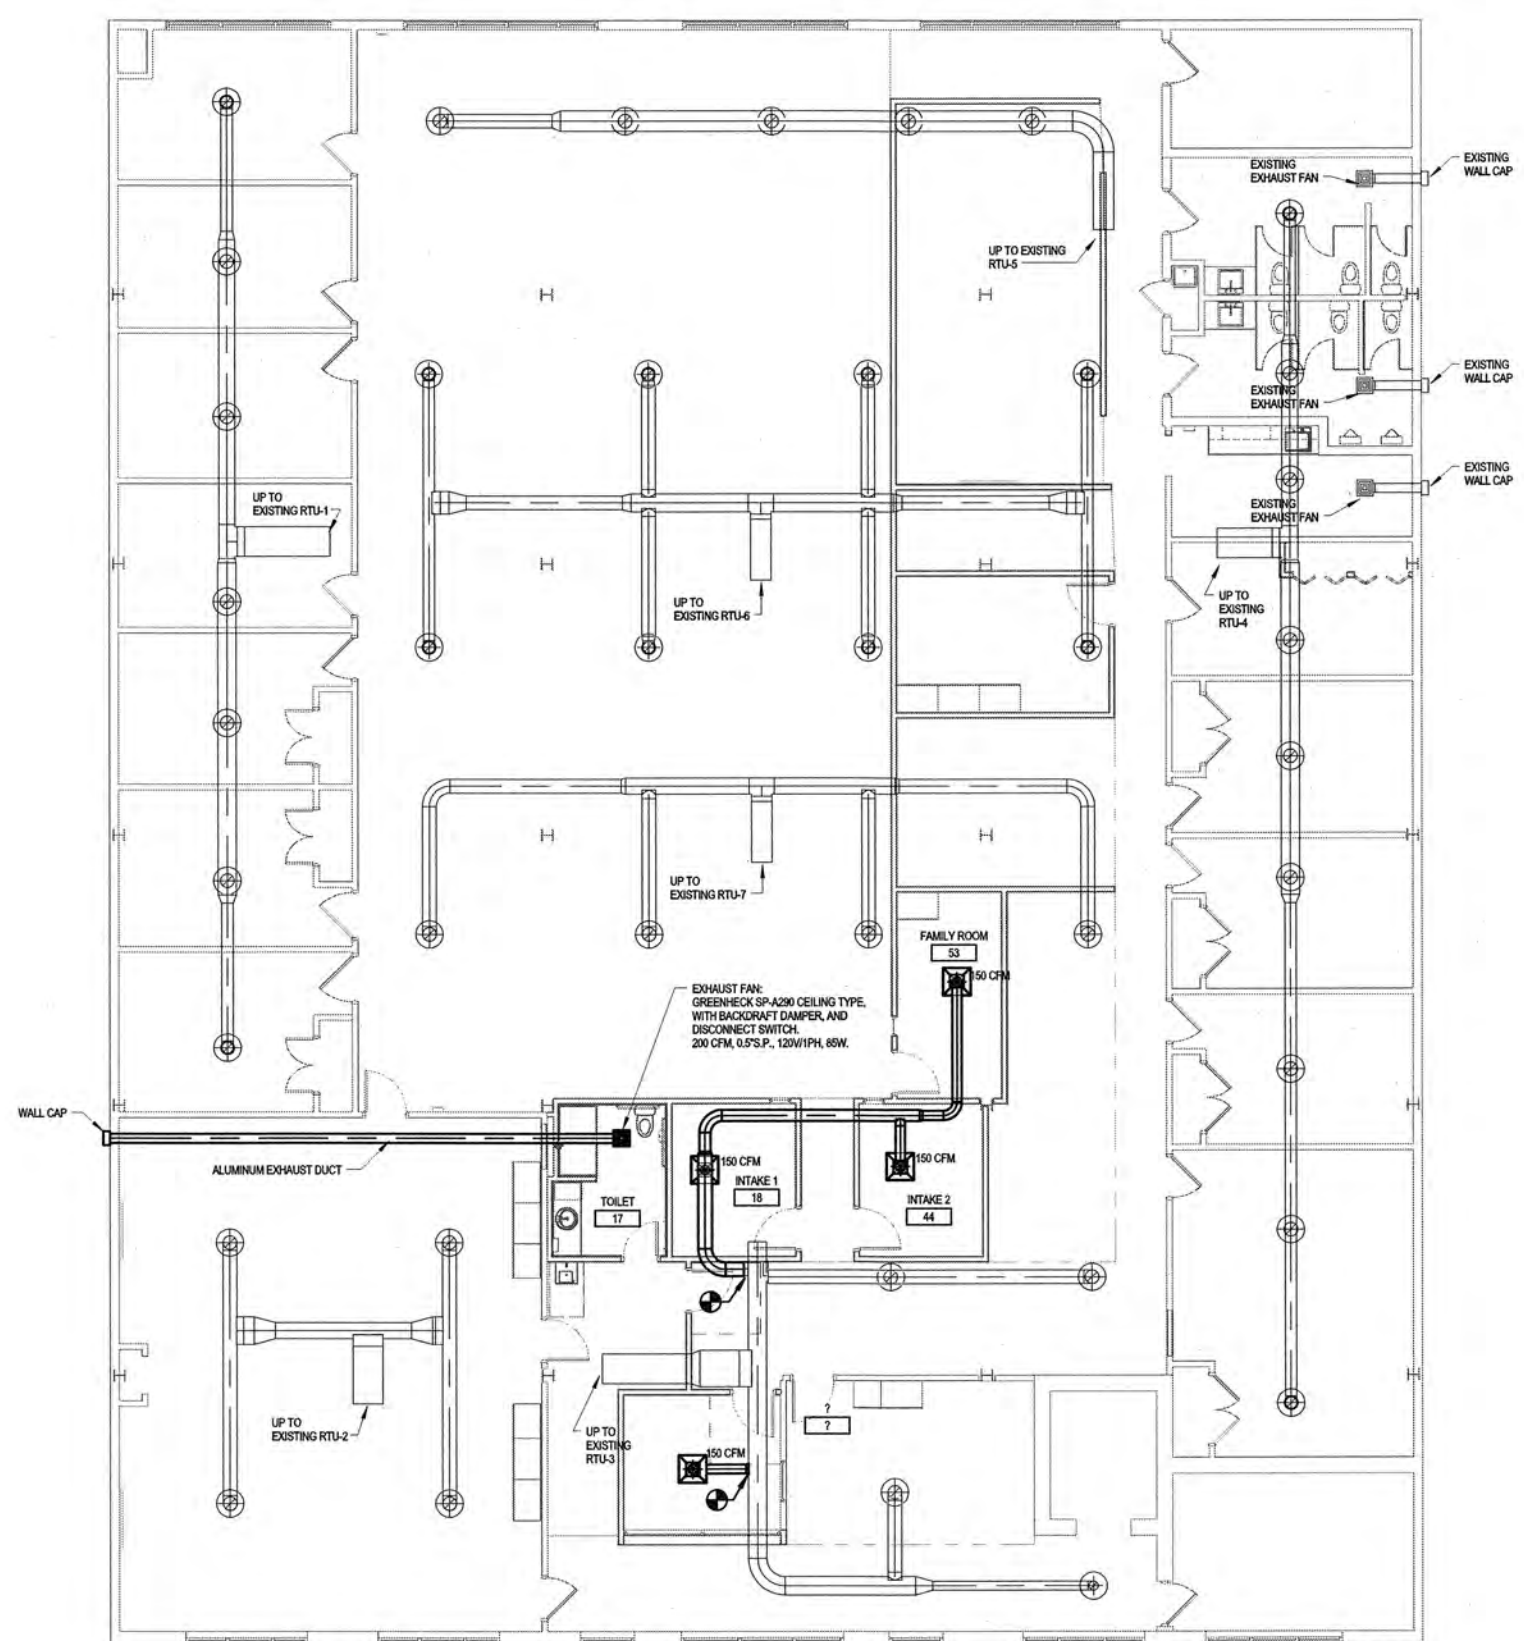 EXISTING
EXHAUST FAN
EXISTING
WALL CAP
UP TO EXISTING
RTU-5
EXISTING
EXHAUST FAN
EXISTING
WALL CAP
EXISTING
EXHAUST FAN
EXISTING
WALL CAP
UP TO
EXISTING RTU-1
UP TO
EXISTING RTU-6
UP TO
EXISTING
RTU-4
UP TO
EXISTING RTU-7
FAMILY ROOM
53
150 CFM
EXHAUST FAN:
GREENHECK SP-A290 CEILING TYPE,
WITH BACKDRAFT DAMPER, AND
DISCONNECT SWITCH.
200 CFM, 0.5"S.P., 120V/1PH, 85W.
WALL CAP
ALUMINUM EXHAUST DUCT
150 CFM
INTAKE 1
18
150 CFM
INTAKE 2
44
TOILET
17
UP TO
EXISTING RTU-2
UP TO
EXISTING
RTU-3
150 CFM
?
?